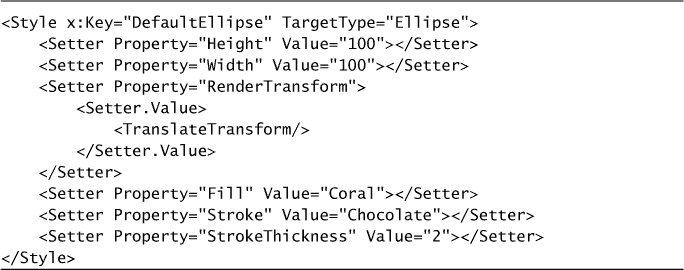 <Style x:Key="DefaultEllipse" TargetType="Ellipse">
    <Setter Property="Height" Value="100"></Setter>
    <Setter Property="Width" Value="100"></Setter>
    <Setter Property="RenderTransform">
        <Setter.Value>
            <TranslateTransform/>
        </Setter.Value>
    </Setter>
    <Setter Property="Fill" Value="Coral"></Setter>
    <Setter Property="Stroke" Value="Chocolate"></Setter>
    <Setter Property="StrokeThickness" Value="2"></Setter>
</Style>